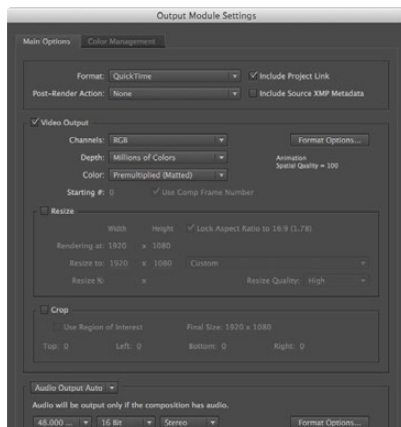 Output Module Settings
Main Options Color Management
Format: QuickTime Include Project Link
Post-Render Action: None Include Source XMP Metadata
Video Output
Channels: RGB Format Options...
Depth: Millions of Colors Animation
Spatial Quality = 100
Color: Premultiplied (Matted)
Starting #: 0 Use Comp Frame Number
Resize
Width Height Lock Aspect Ratio to 16:9 (1.78)
Rendering at: 1920 x 1080
Resize to: 1920 x 1080 Custom
Resize %: x Resize Quality: High
Crop
Use Region of Interest Final Size: 1920 x 1080
Top: 0 Left: 0 Bottom: 0 Right: 0
Audio Output Auto
Audio will be output only if the composition has audio.
48.000 ... 16 Bit Stereo Format Options...